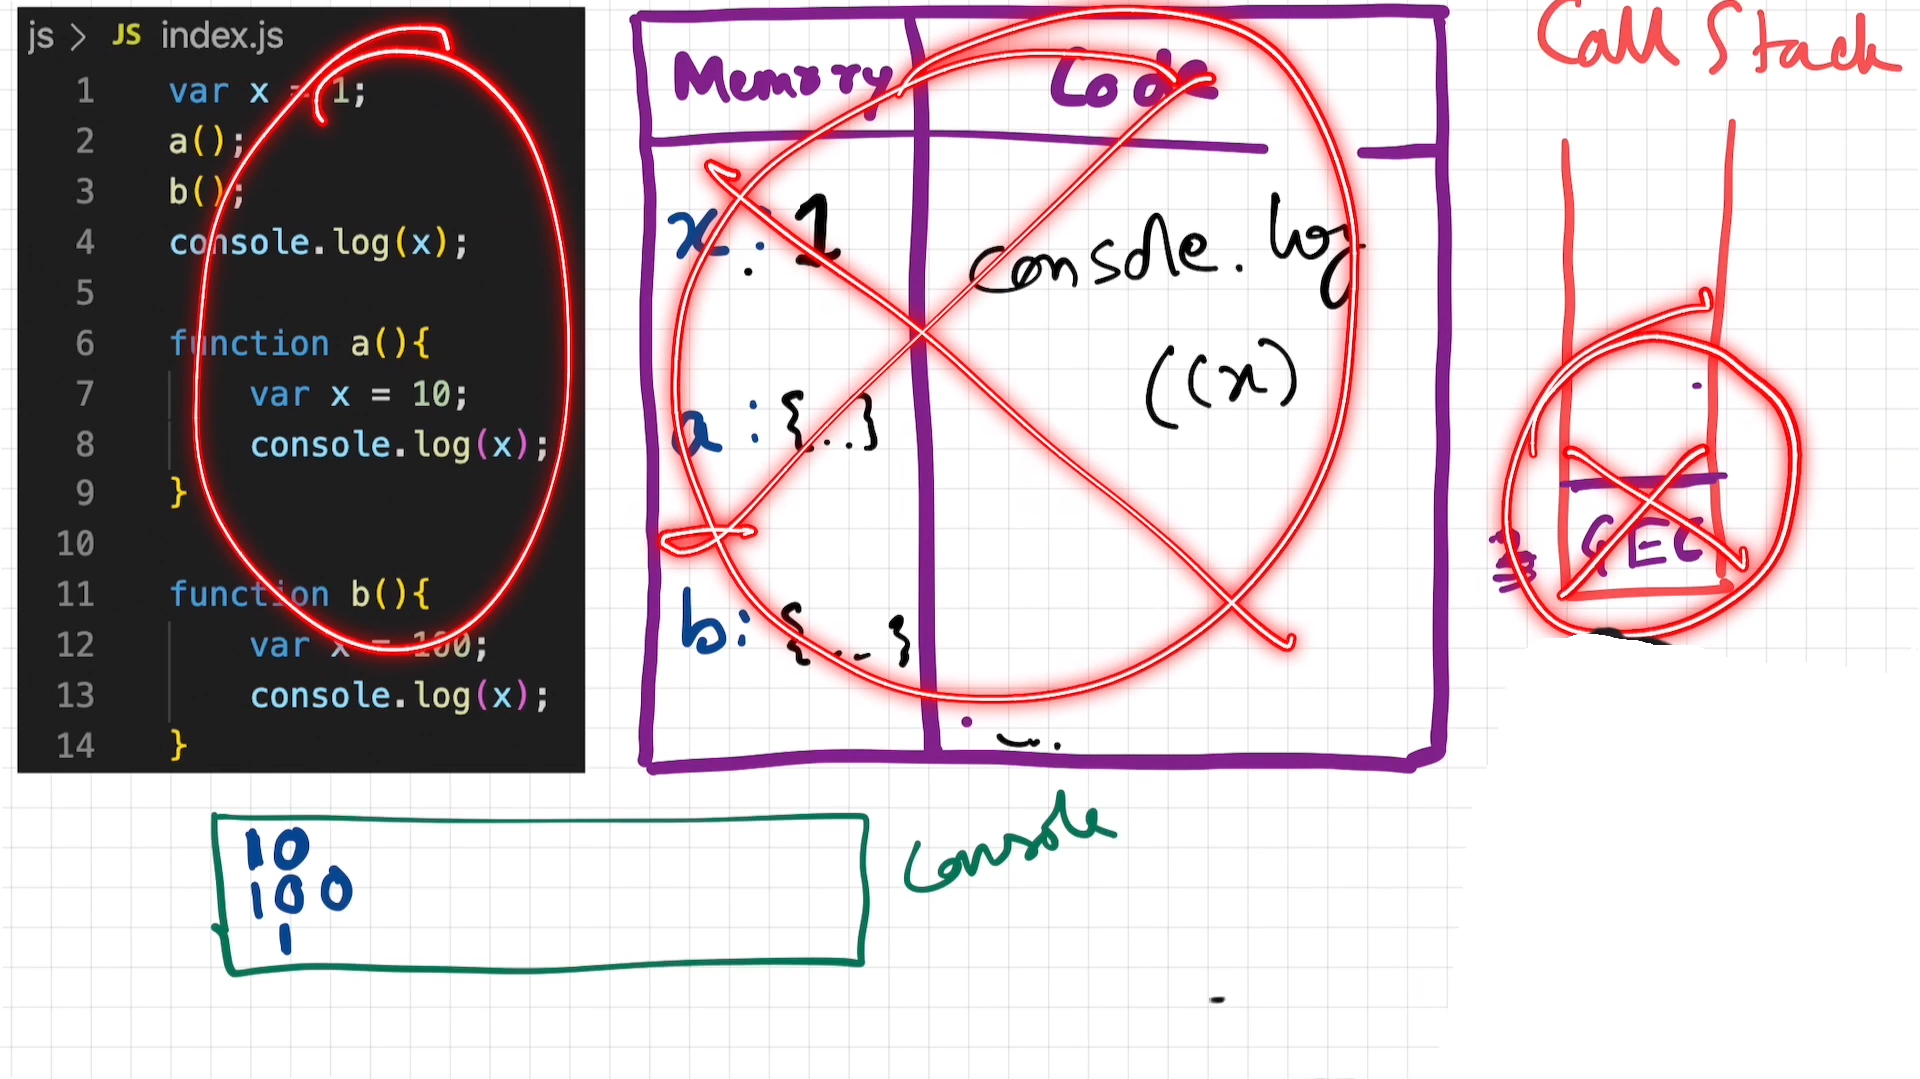 js > JS index.js
1 var x = 1;
2 a();
3 b();
4 console.log(x);
5
6 function a(){
7 var x = 10;
8 console.log(x);
9 }
10
11 function b(){
12 var x = 100;
13 console.log(x);
14 }
Memory
Code
x: 1
a: {..}
b: {..}
console.log
((x)
Call Stack
GEC
10
100
1
Console